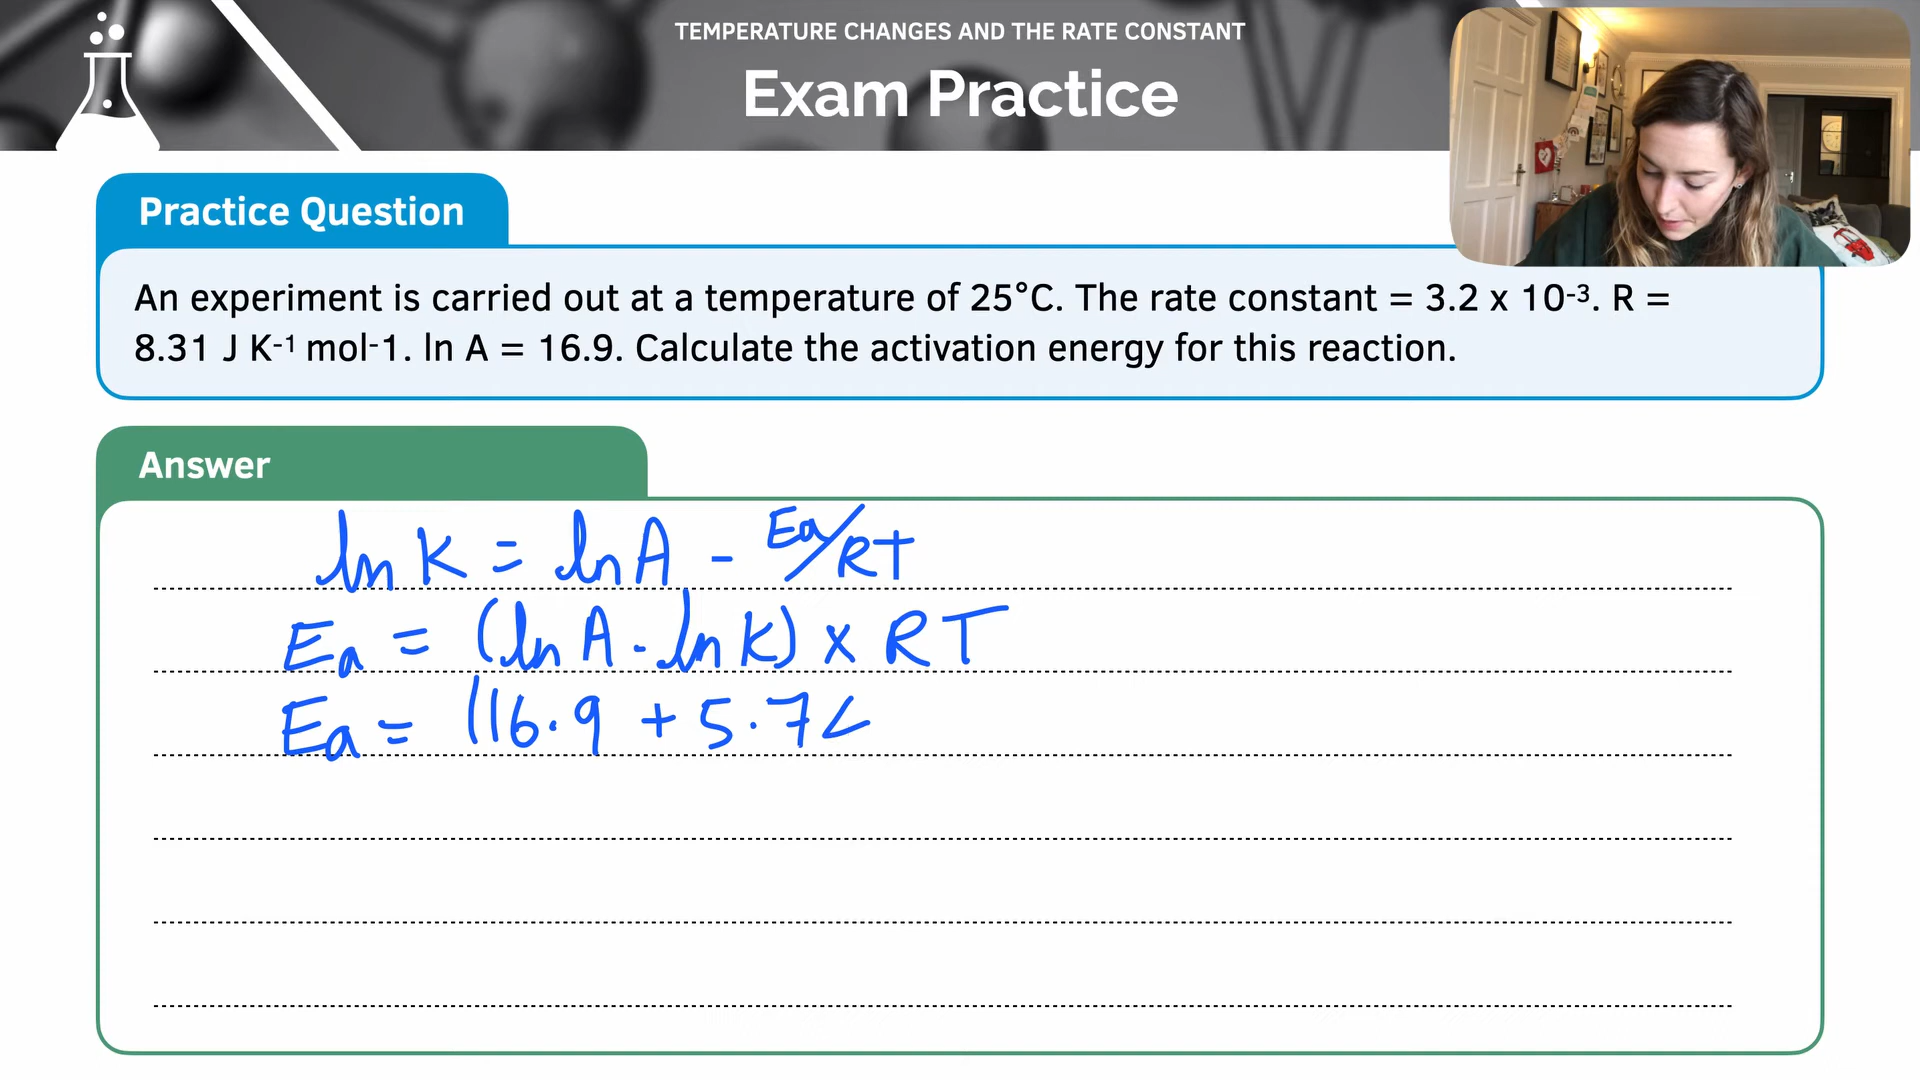 TEMPERATURE CHANGES AND THE RATE CONSTANT
Exam Practice
Practice Question
An experiment is carried out at a temperature of 25°C. The rate constant = 3.2 x 10⁻³. R =
8.31 J K⁻¹ mol-1. ln A = 16.9. Calculate the activation energy for this reaction.
Answer
ln K = ln A - Ea/RT
Ea = (ln A - ln K) x RT
Ea = (16.9 + 5.74